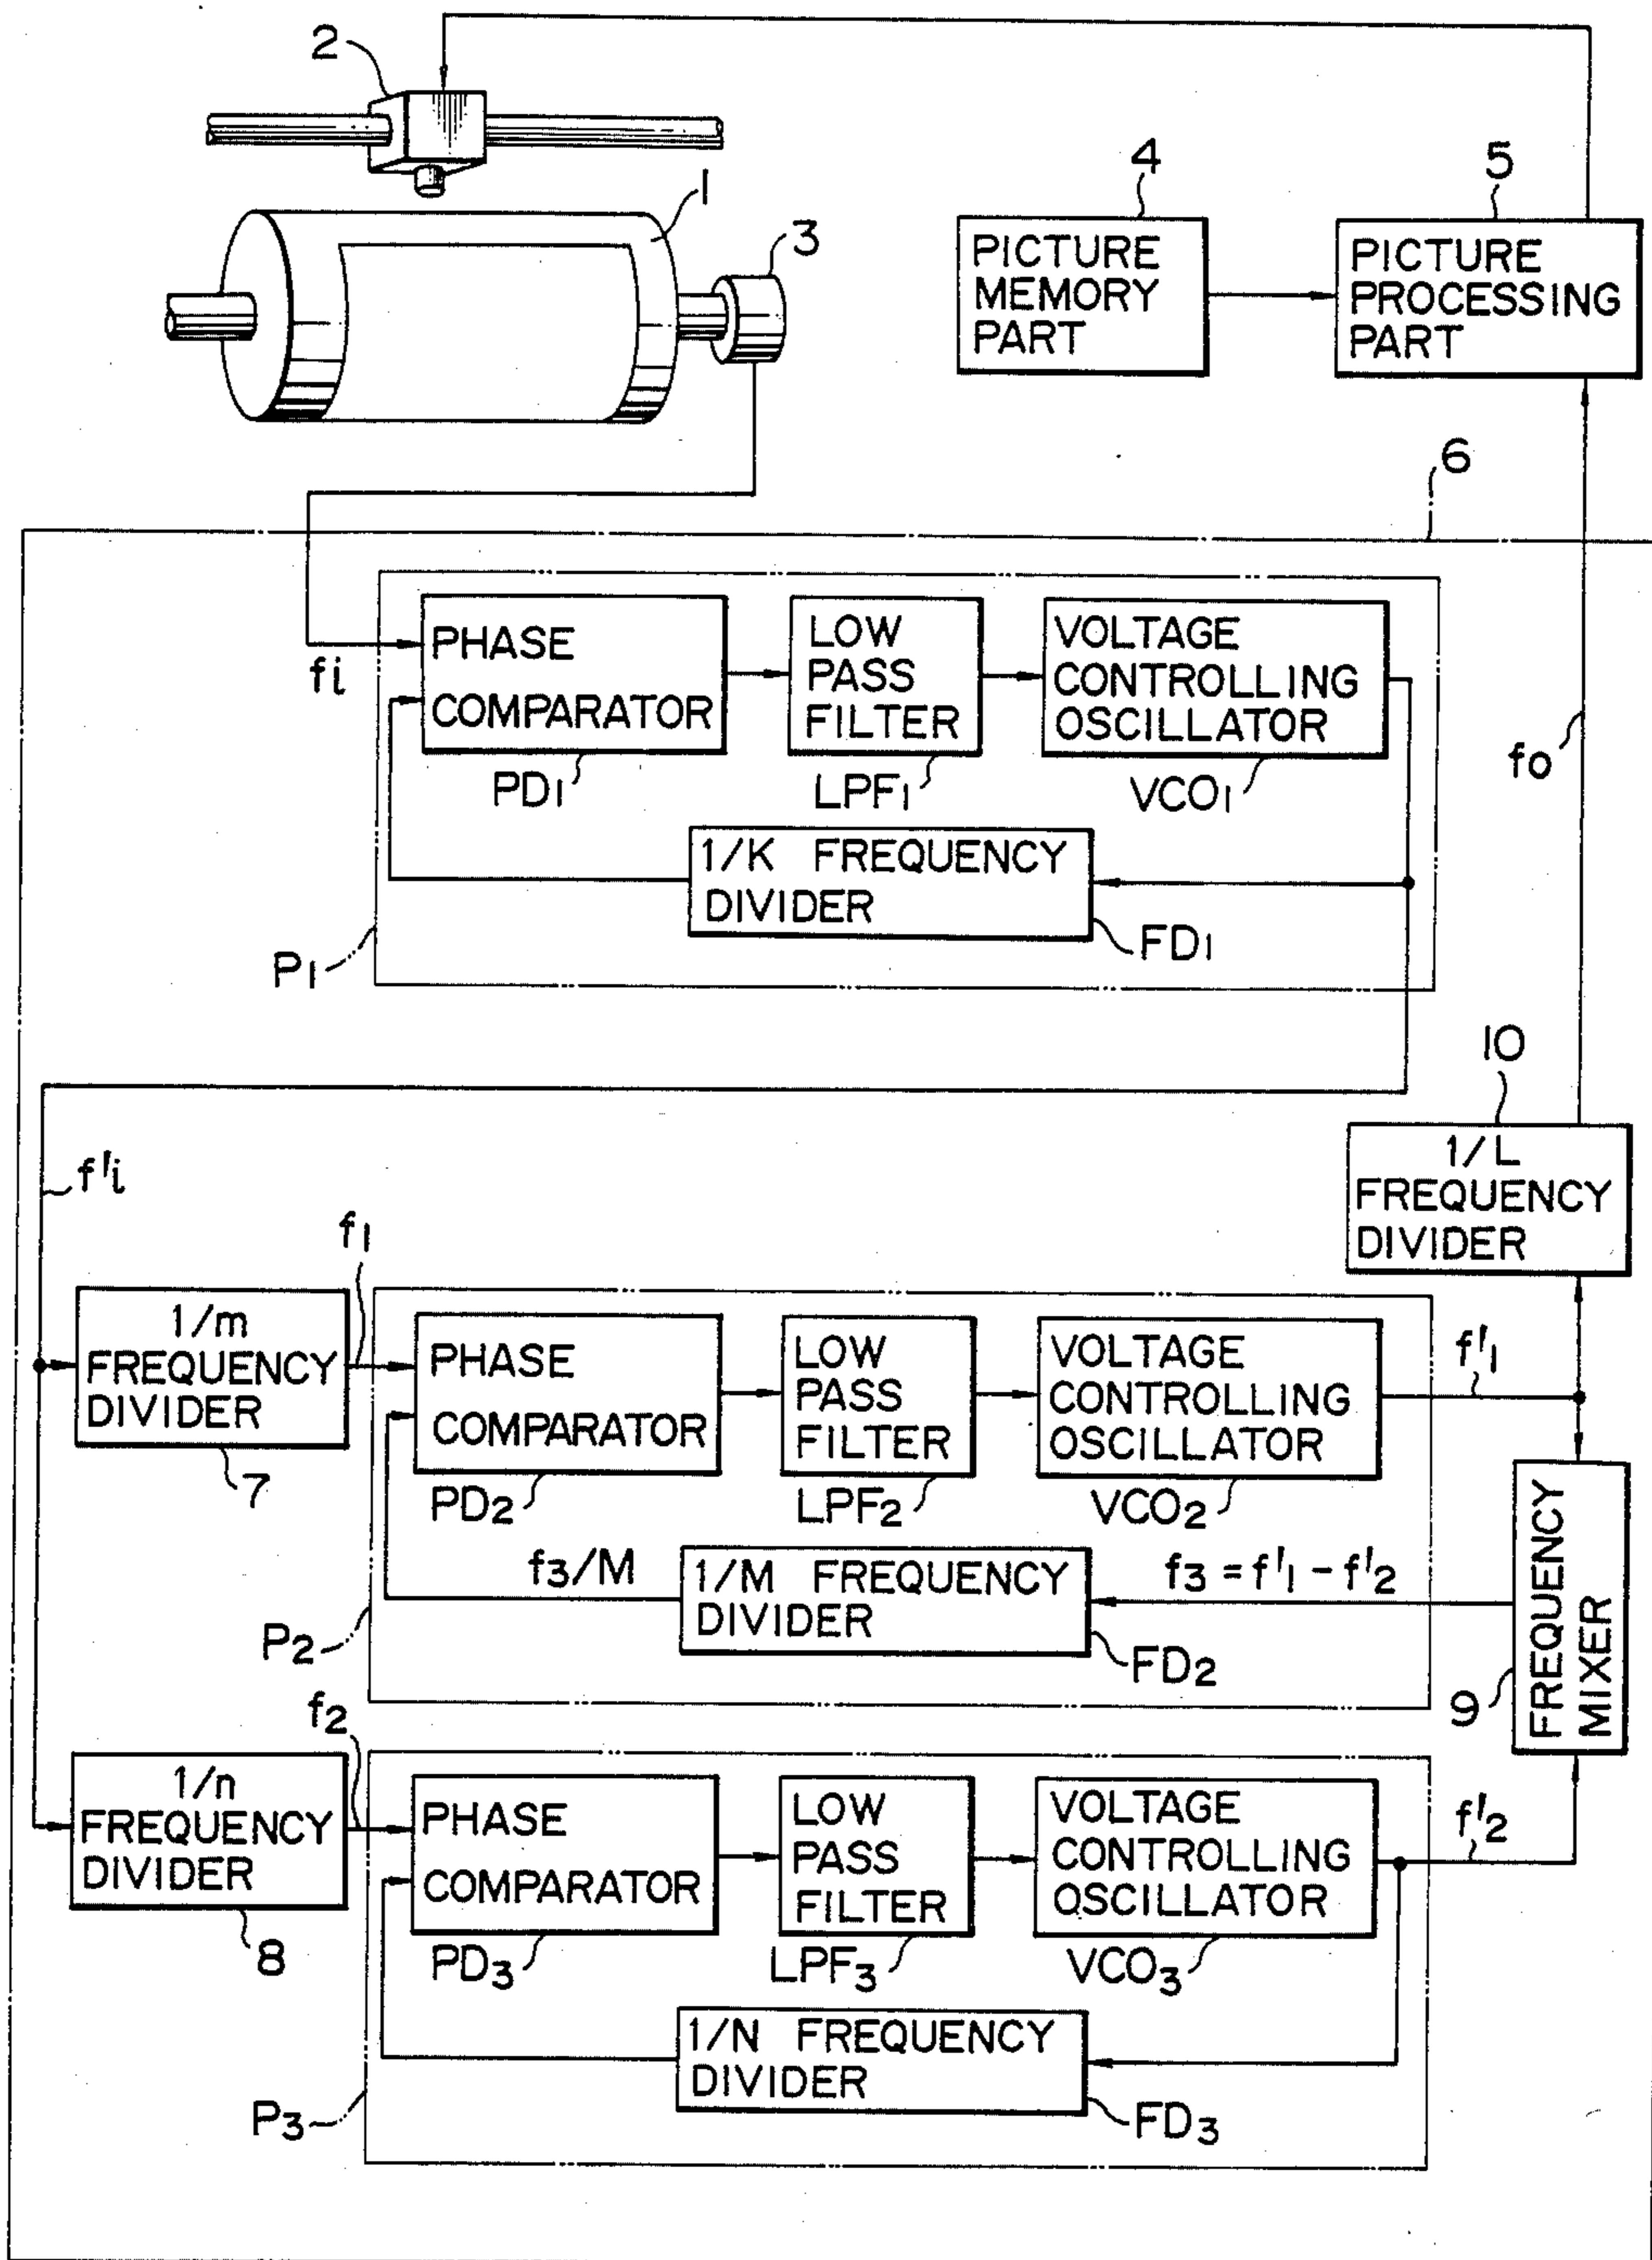 2
1
3
4
PICTURE
MEMORY
PART
5
PICTURE
PROCESSING
PART
6
fi
PHASE
COMPARATOR
PD1
LOW
PASS
FILTER
LPF1
VOLTAGE
CONTROLLING
OSCILLATOR
VCO1
fo
1/K FREQUENCY
DIVIDER
FD1
P1
10
1/L
FREQUENCY
DIVIDER
f'i
f1
1/m
FREQUENCY
DIVIDER
7
PHASE
COMPARATOR
PD2
LOW
PASS
FILTER
LPF2
VOLTAGE
CONTROLLING
OSCILLATOR
VCO2
f'1
f3/M
1/M FREQUENCY
DIVIDER
FD2
f3 = f'1 - f'2
P2
FREQUENCY
MIXER
9
f2
1/n
FREQUENCY
DIVIDER
8
PHASE
COMPARATOR
PD3
LOW
PASS
FILTER
LPF3
VOLTAGE
CONTROLLING
OSCILLATOR
VCO3
f'2
1/N FREQUENCY
DIVIDER
FD3
P3